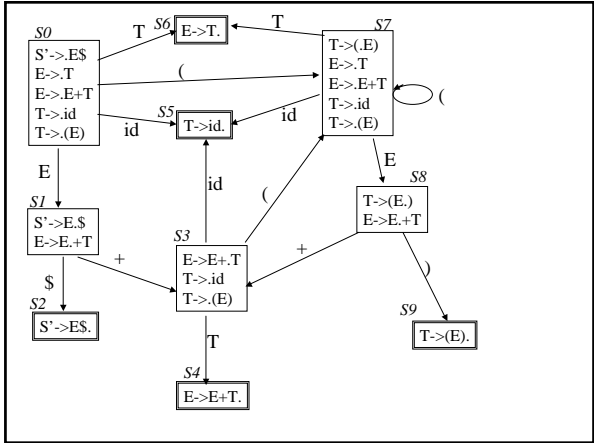 S0
S'->.E$
E->.T
E->.E+T
T->.id
T->.(E)
T
S6
E->T.
T
S7
T->(.E)
E->.T
E->.E+T
T->.id
T->.(E)
(
(
S5
T->id.
id
id
E
id
(
E
S1
S'->E.$
E->E.+T
S8
T->(E.)
E->E.+T
+
S3
E->E+.T
T->.id
T->.(E)
+
)
$
S2
S'->E$.
T
S9
T->(E).
S4
E->E+T.